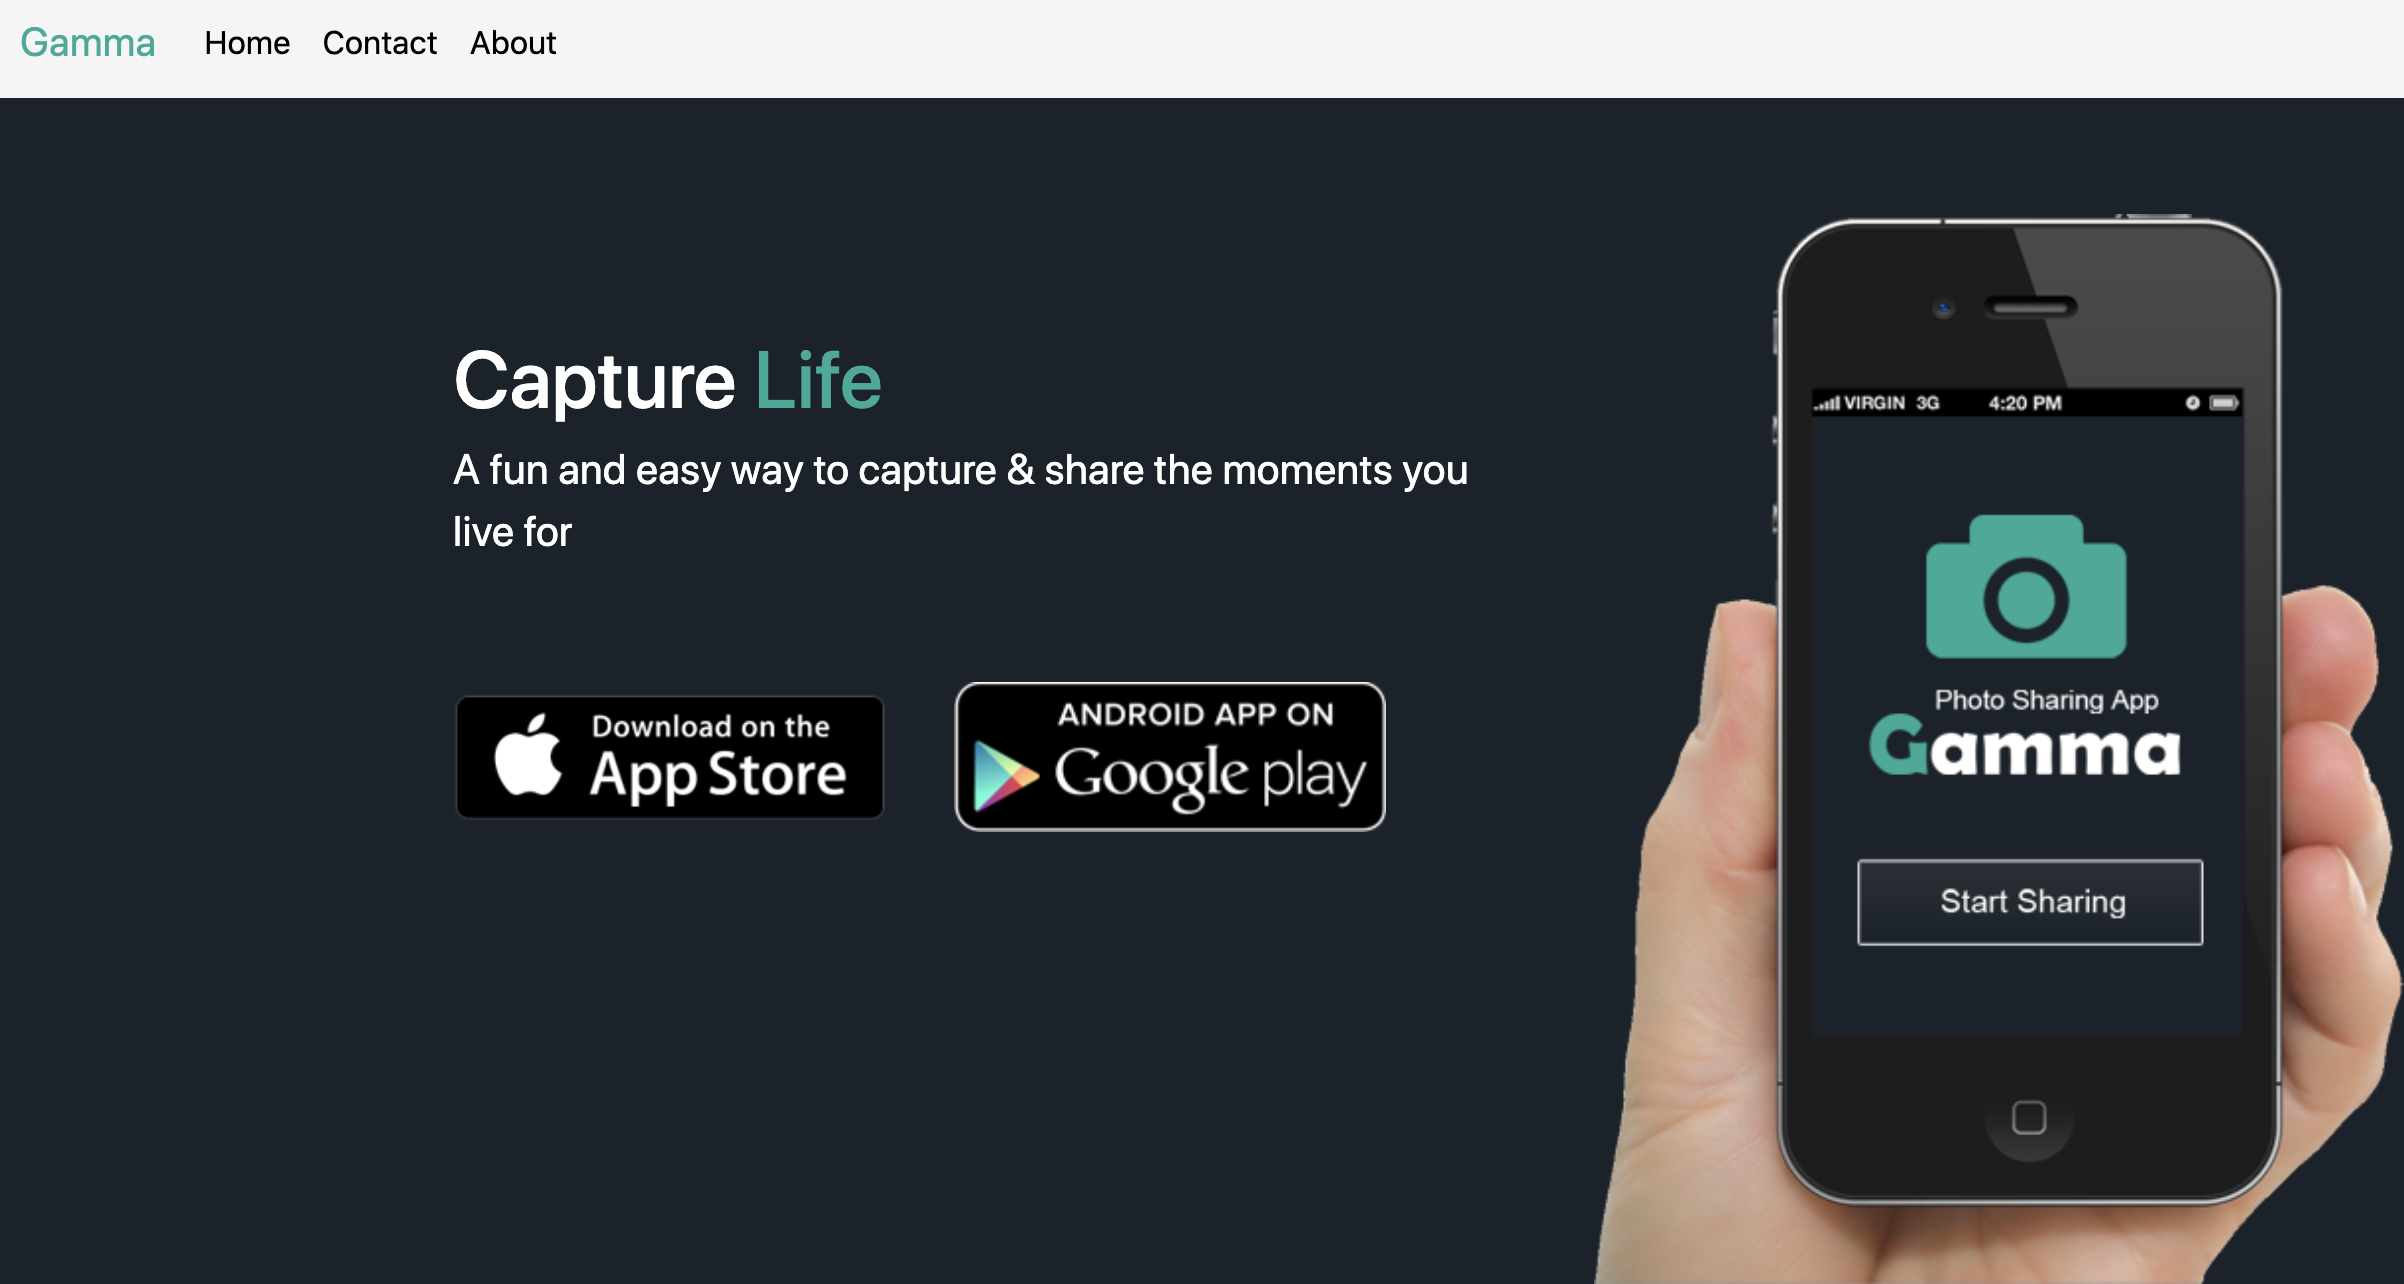 Gamma Home Contact About
Capture Life
A fun and easy way to capture & share the moments you
live for
Download on the
App Store
ANDROID APP ON
Google play
VIRGIN 3G 4:20 PM
Photo Sharing App
Gamma
Start Sharing